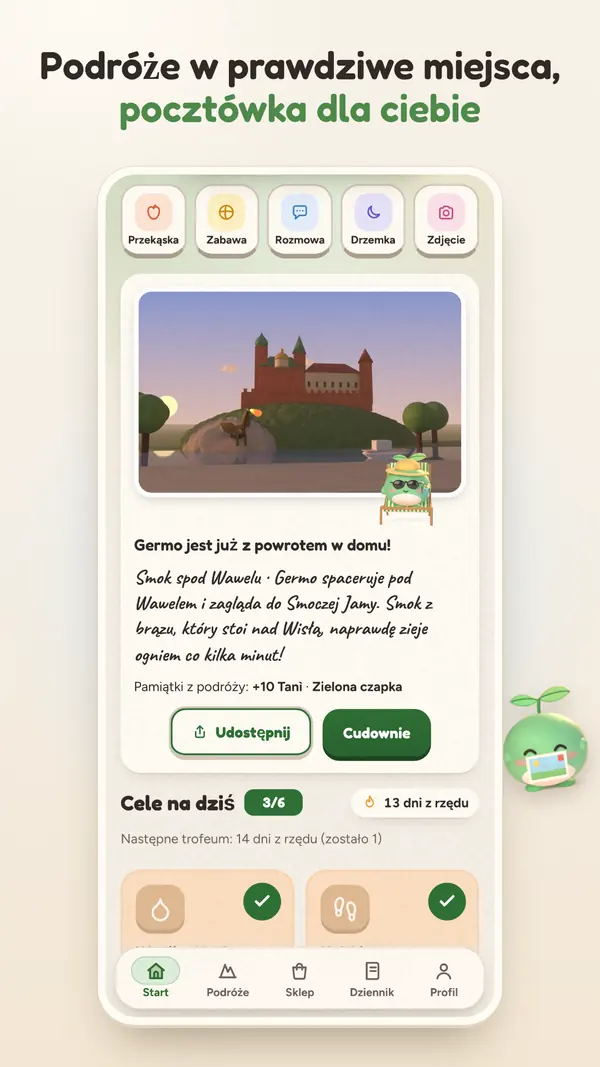 Podróże w prawdziwe miejsca,
pocztówka dla ciebie
Przekąska
Zabawa
Rozmowa
Drzemka
Zdjęcie
Germo jest już z powrotem w domu!
Smok spod Wawelu · Germo spaceruje pod
Wawelem i zagląda do Smoczej Jamy. Smok z
brązu, który stoi nad Wisłą, naprawdę zieje
ogniem co kilka minut!
Pamiątki z podróży: +10 Tanì · Zielona czapka
Udostępnij
Cudownie
Cele na dziś
3/6
13 dni z rzędu
Następne trofeum: 14 dni z rzędu (zostało 1)
Start
Podróże
Sklep
Dziennik
Profil